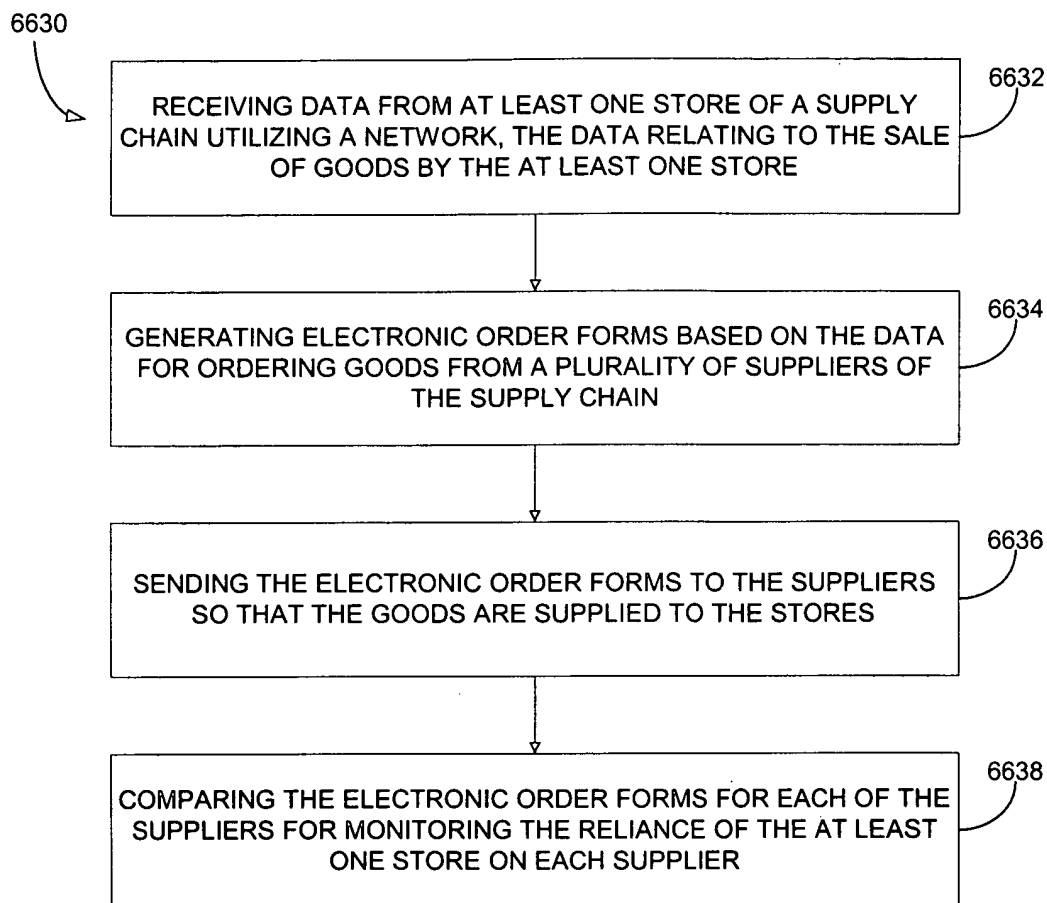 6630
6632
RECEIVING DATA FROM AT LEAST ONE STORE OF A SUPPLY
CHAIN UTILIZING A NETWORK, THE DATA RELATING TO THE SALE
OF GOODS BY THE AT LEAST ONE STORE
6634
GENERATING ELECTRONIC ORDER FORMS BASED ON THE DATA
FOR ORDERING GOODS FROM A PLURALITY OF SUPPLIERS OF
THE SUPPLY CHAIN
6636
SENDING THE ELECTRONIC ORDER FORMS TO THE SUPPLIERS
SO THAT THE GOODS ARE SUPPLIED TO THE STORES
6638
COMPARING THE ELECTRONIC ORDER FORMS FOR EACH OF THE
SUPPLIERS FOR MONITORING THE RELIANCE OF THE AT LEAST
ONE STORE ON EACH SUPPLIER